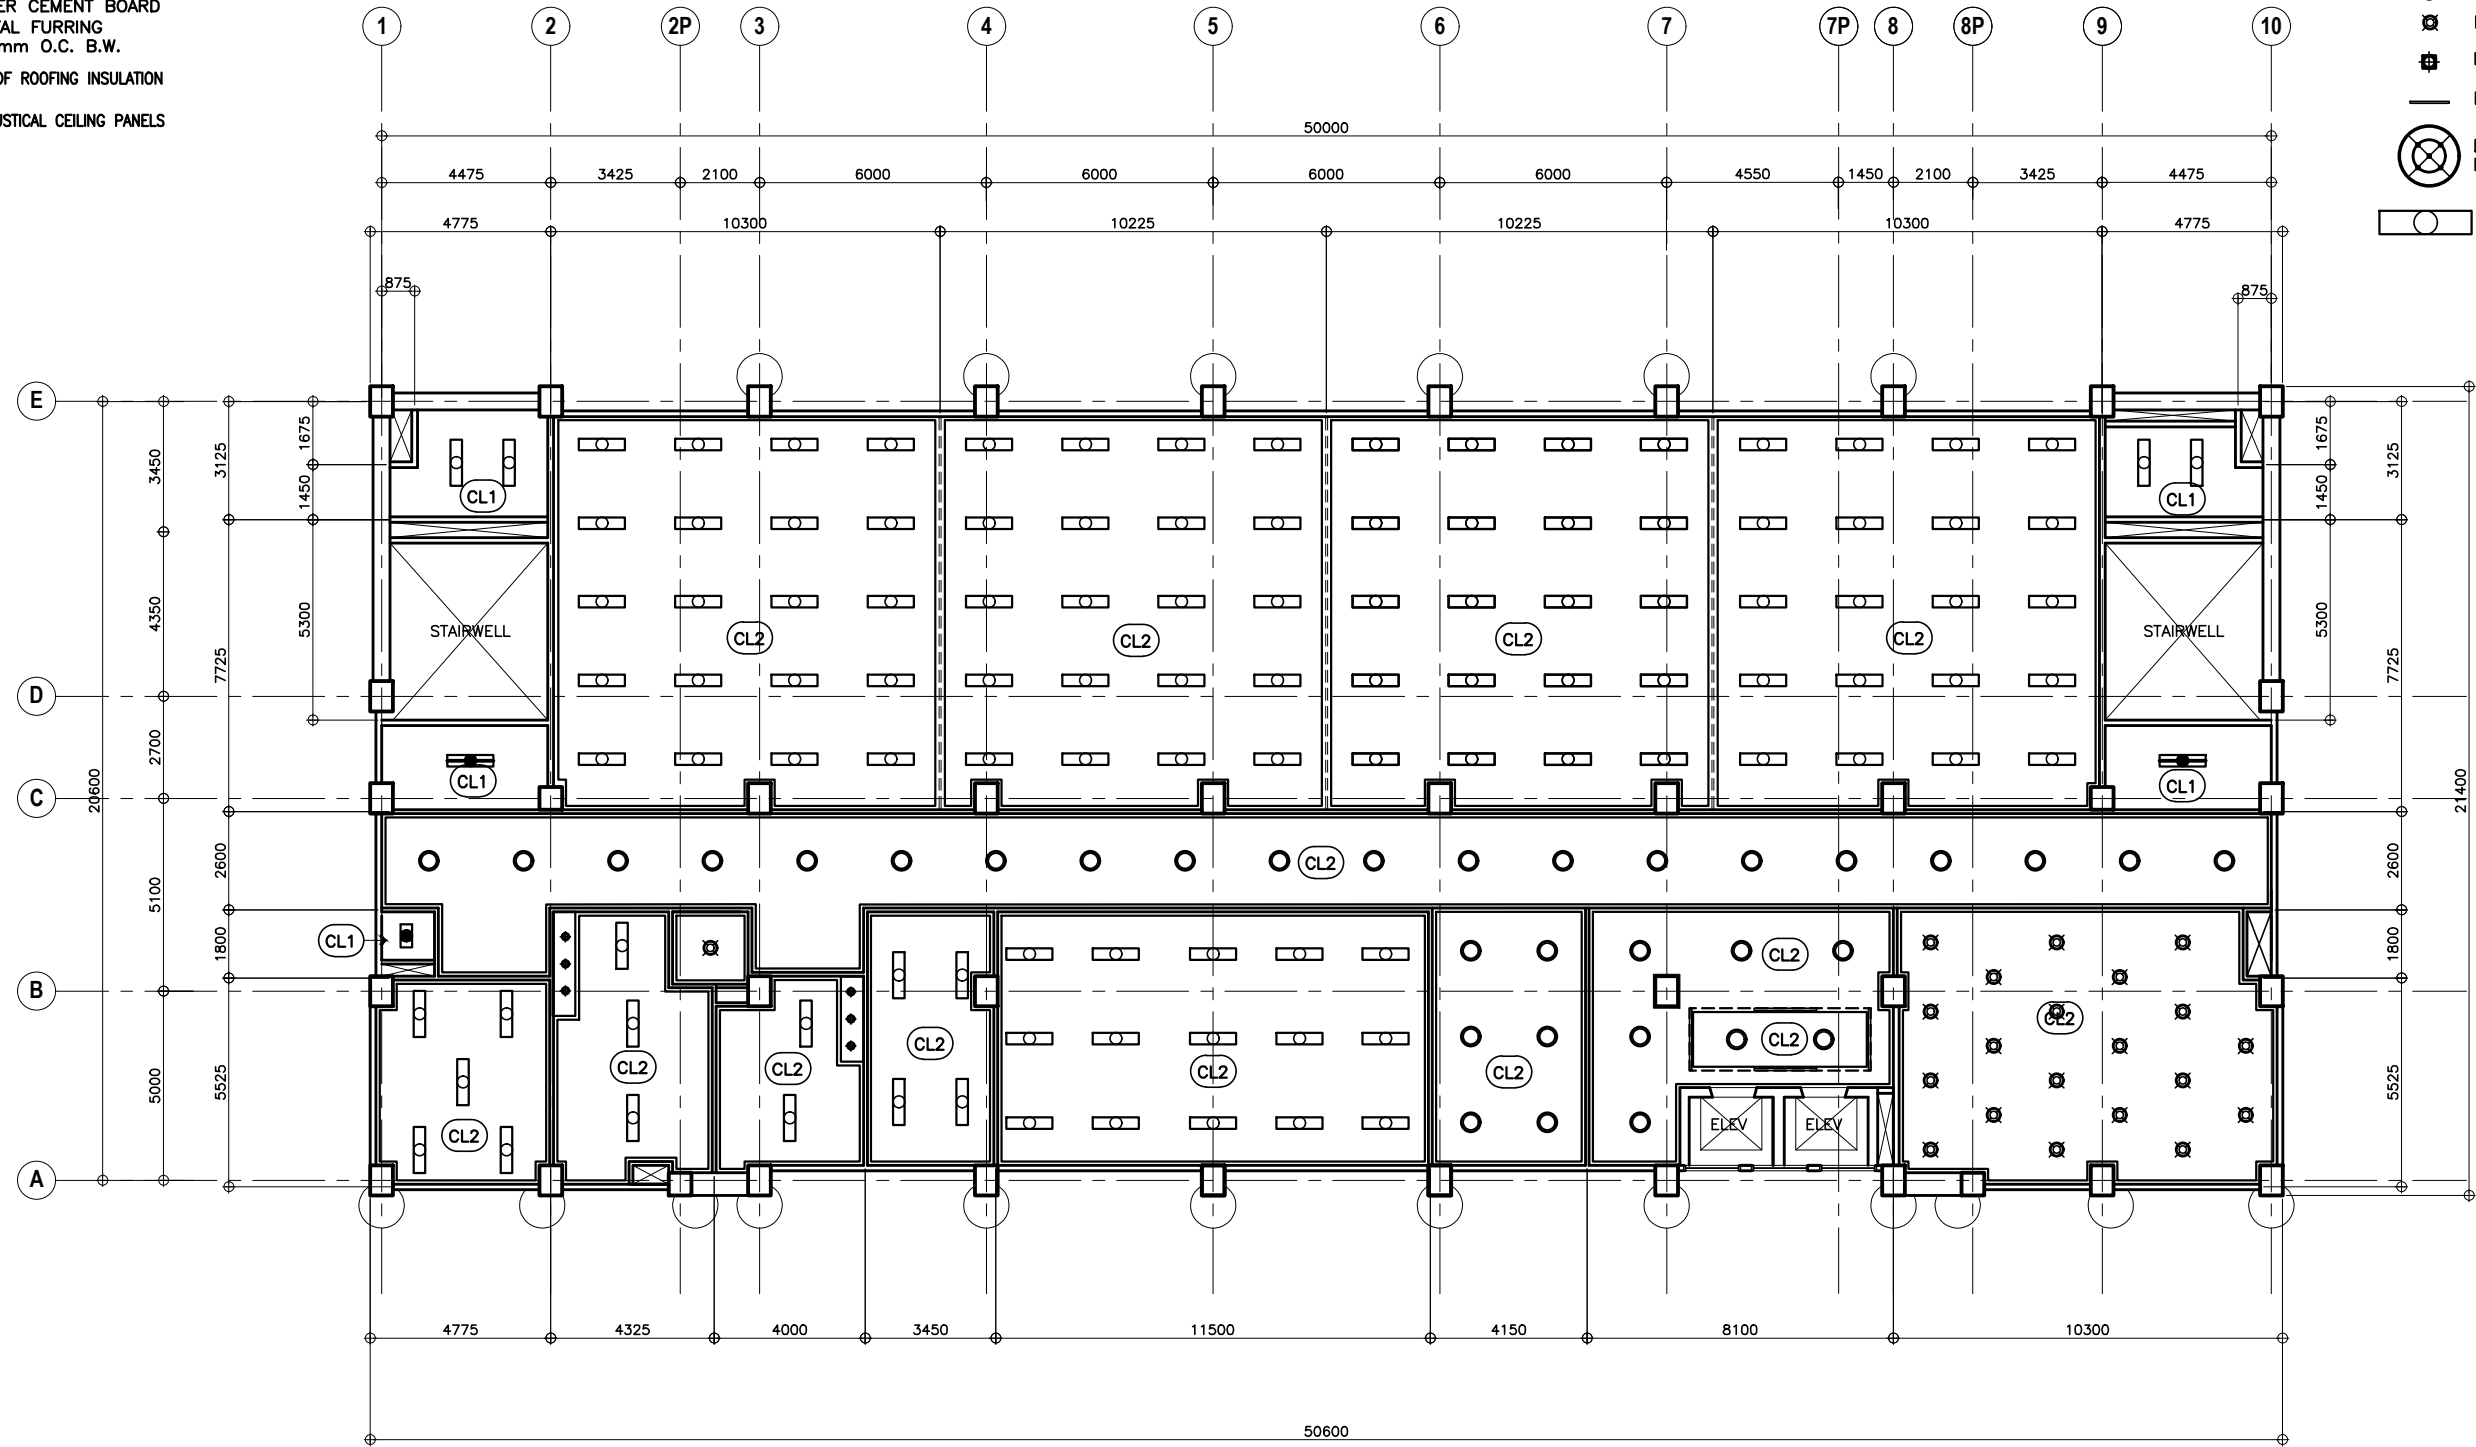 CEMENT BOARD
FURRING
mm O.C. B.W.
OF ROOFING INSULATION
CEILING PANELS
1 2 2P 3 4 5 6 7 7P 8 8P 9 10
50000
4475 3425 2100 6000 6000 6000 6000 4550 1450 2100 3425 4475
4775 10300 10225 10225 10300 4775
875
875
E
D
C
B
A
20600
3450
4350
2700
5100
5000
3125
7725
2600
1800
5525
1675
1450
5300
1675
1450
5300
3125
7725
2600
1800
5525
21400
CL1
CL1
STAIRWELL
STAIRWELL
CL2
CL2
CL2
CL2
CL1
CL1
CL2
CL1
CL2
CL2
CL2
CL2
CL2
CL2
CL2
CL2
CL2
ELEV
ELEV
CL2
4775 4325 4000 3450 11500 4150 8100 10300
50600